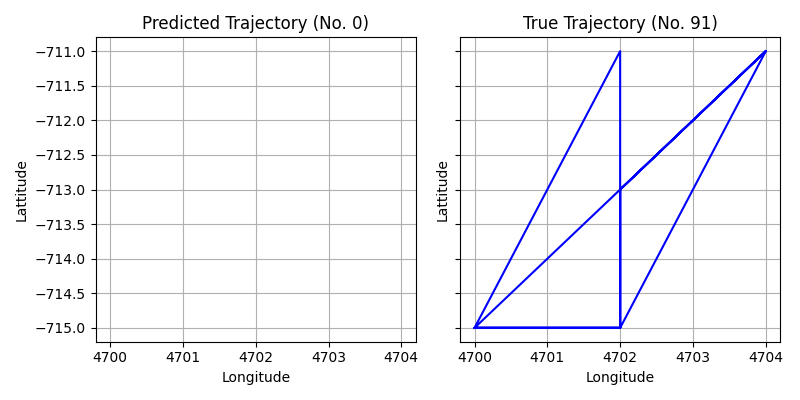 Predicted Trajectory (No. 0)
True Trajectory (No. 91)
Lattitude
−711.0
−711.5
−712.0
−712.5
−713.0
−713.5
−714.0
−714.5
−715.0
4700 4701 4702 4703 4704
Longitude
Lattitude
4700 4701 4702 4703 4704
Longitude